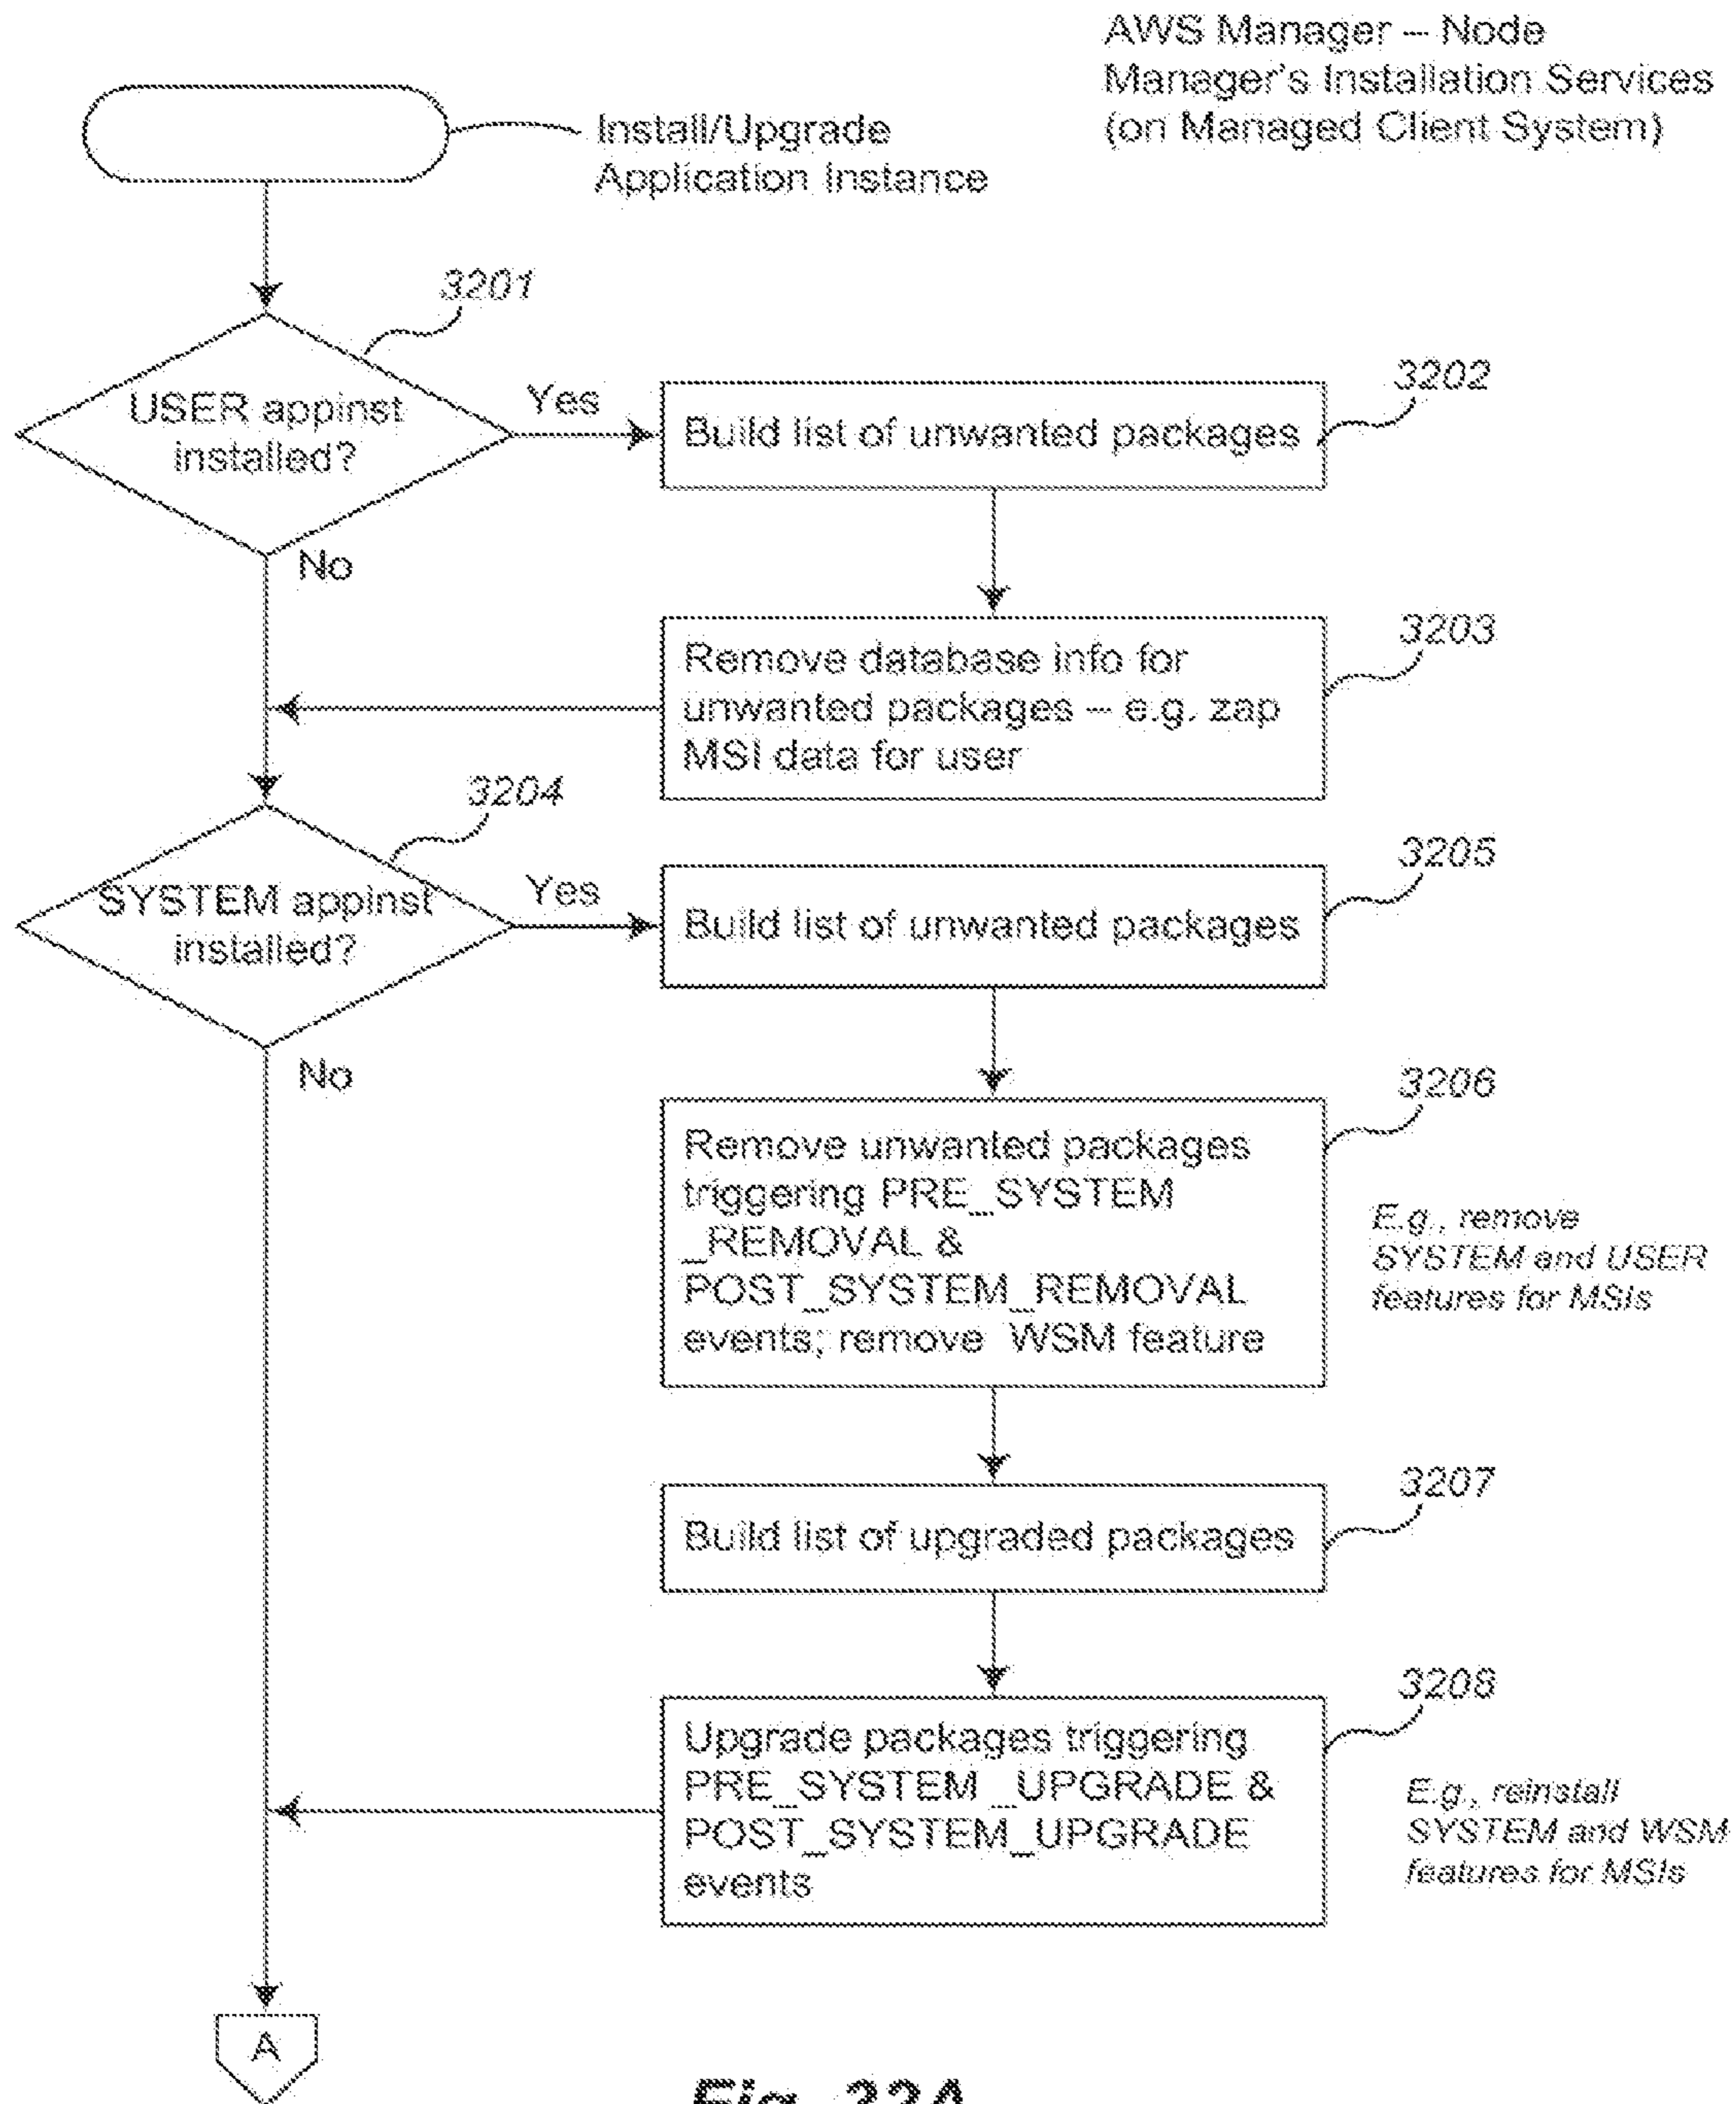 AWS Manager – Node
Manager's Installation Services
(on Managed Client System)
Install/Upgrade
Application Instance
3201
USER appinst
installed?
Yes
No
3202
Build list of unwanted packages
3203
Remove database info for
unwanted packages – e.g. zap
MSI data for user
3204
SYSTEM appinst
installed?
Yes
No
3205
Build list of unwanted packages
3206
Remove unwanted packages
triggering PRE_SYSTEM
_REMOVAL &
POST_SYSTEM_REMOVAL
events; remove WSM feature
E.g., remove
SYSTEM and USER
features for MSIs
3207
Build list of upgraded packages
3208
Upgrade packages triggering
PRE_SYSTEM _UPGRADE &
POST_SYSTEM_UPGRADE
events
E.g., reinstall
SYSTEM and WSM
features for MSIs
A
Fig. 32A